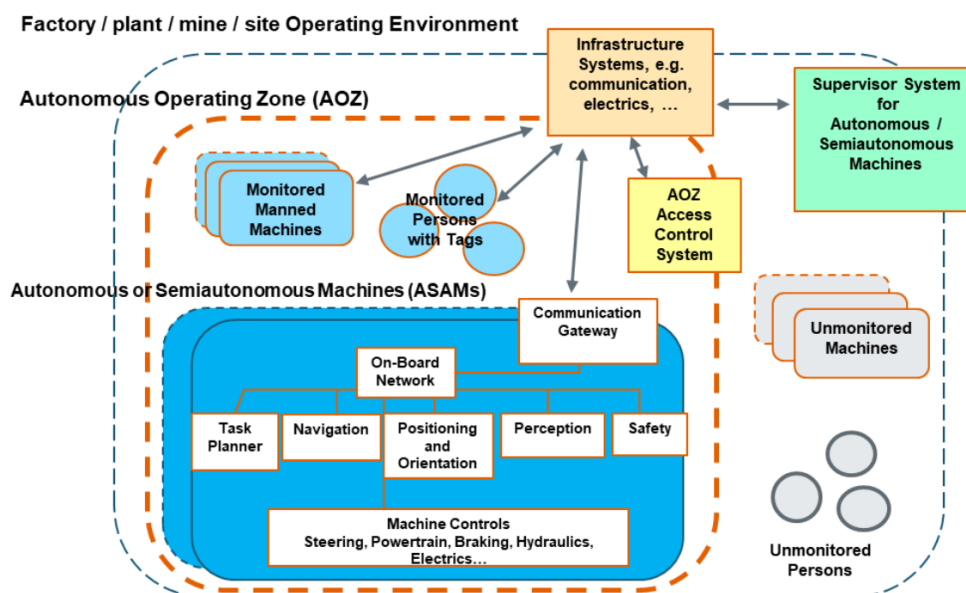 Factory / plant / mine / site Operating Environment
Infrastructure
Systems, e.g.
communication,
electrics, …
Supervisor System
for
Autonomous /
Semiautonomous
Machines
Autonomous Operating Zone (AOZ)
Monitored
Manned
Machines
Monitored
Persons
with Tags
AOZ
Access
Control
System
Autonomous or Semiautonomous Machines (ASAMs)
Communication
Gateway
Unmonitored
Machines
On-Board
Network
Task
Planner
Navigation
Positioning
and
Orientation
Perception
Safety
Machine Controls
Steering, Powertrain, Braking, Hydraulics,
Electrics…
Unmonitored
Persons